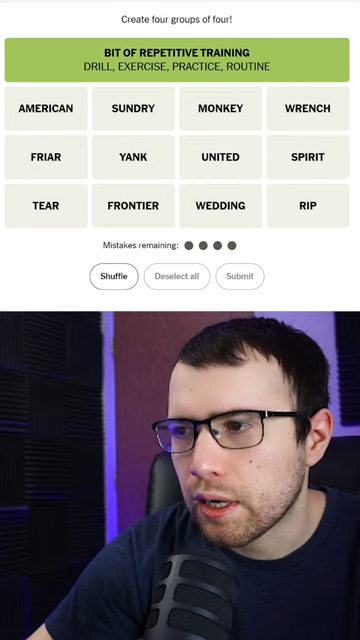 Create four groups of four!
BIT OF REPETITIVE TRAINING
DRILL, EXERCISE, PRACTICE, ROUTINE
AMERICAN SUNDRY MONKEY WRENCH
FRIAR YANK UNITED SPIRIT
TEAR FRONTIER WEDDING RIP
Mistakes remaining:
Shuffle Deselect all Submit